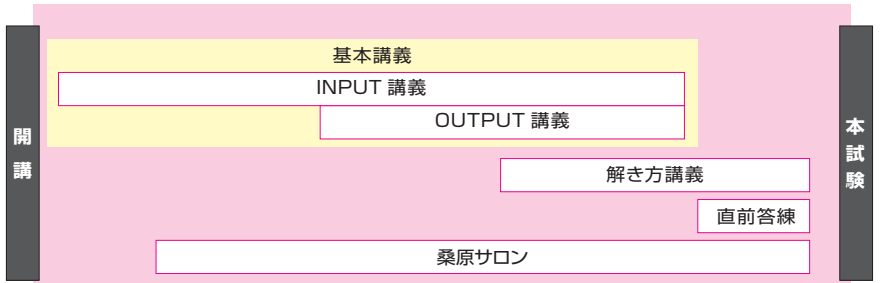 開講
基本講義
INPUT 講義
OUTPUT 講義
解き方講義
直前答練
桑原サロン
本試験